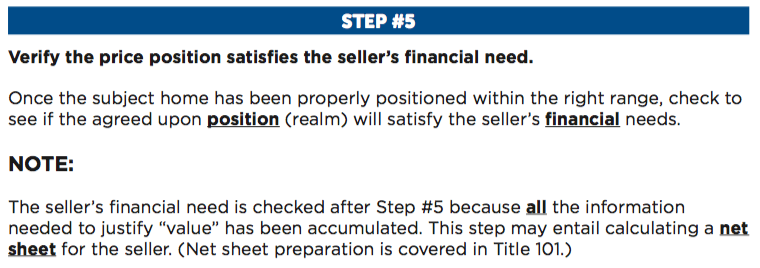 STEP #5
Verify the price position satisfies the seller's financial need.
Once the subject home has been properly positioned within the right range, check to
see if the agreed upon position (realm) will satisfy the seller's financial needs.
NOTE:
The seller's financial need is checked after Step #5 because all the information
needed to justify “value” has been accumulated. This step may entail calculating a net
sheet for the seller. (Net sheet preparation is covered in Title 101.)